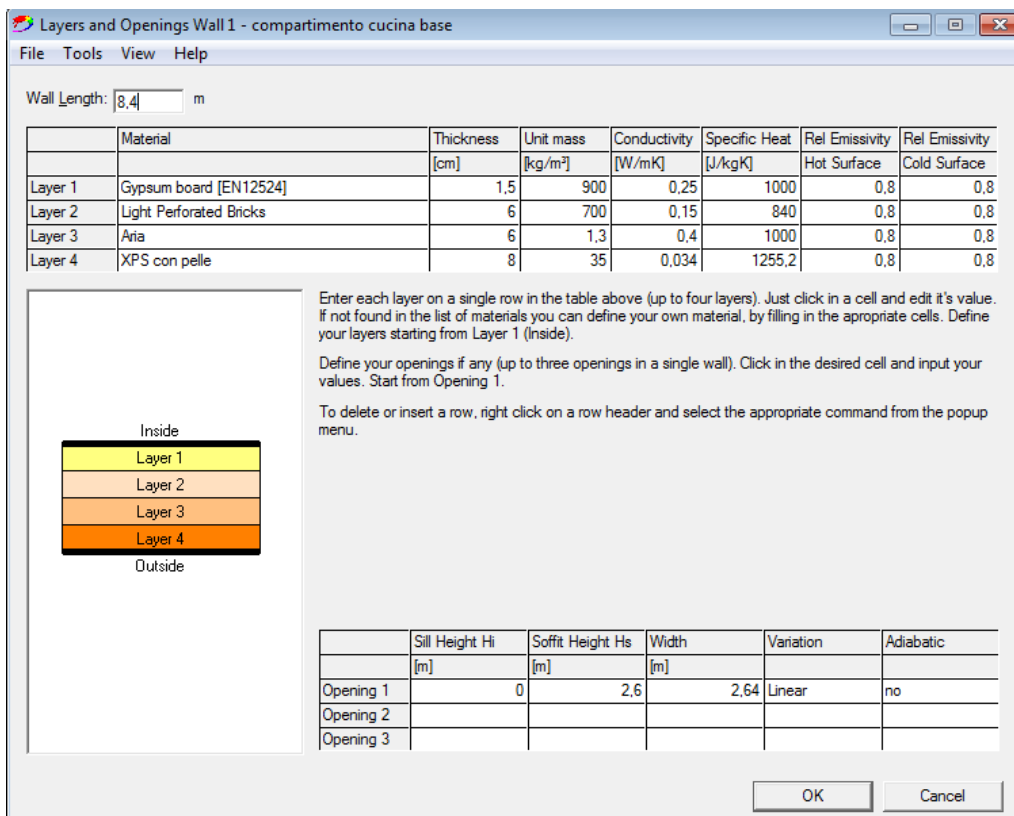 Layers and Openings Wall 1 - compartimento cucina base
File Tools View Help
Wall Length: 8,4 m
Material Thickness Unit mass Conductivity Specific Heat Rel Emissivity Rel Emissivity
[cm] [kg/m³] [W/mK] [J/kgK] Hot Surface Cold Surface
Layer 1 Gypsum board [EN12524] 1,5 900 0,25 1000 0,8 0,8
Layer 2 Light Perforated Bricks 6 700 0,15 840 0,8 0,8
Layer 3 Aria 6 1,3 0,4 1000 0,8 0,8
Layer 4 XPS con pelle 8 35 0,034 1255,2 0,8 0,8
Enter each layer on a single row in the table above (up to four layers). Just click in a cell and edit it's value.
If not found in the list of materials you can define your own material, by filling in the apropriate cells. Define
your layers starting from Layer 1 (Inside).
Define your openings if any (up to three openings in a single wall). Click in the desired cell and input your
values. Start from Opening 1.
To delete or insert a row, right click on a row header and select the appropriate command from the popup
menu.
Inside
Layer 1
Layer 2
Layer 3
Layer 4
Outside
Sill Height Hi Soffit Height Hs Width Variation Adiabatic
[m] [m] [m]
Opening 1 0 2,6 2,64 Linear no
Opening 2
Opening 3
OK Cancel